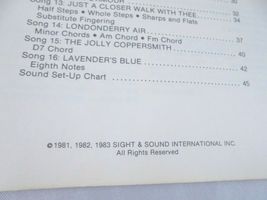 Song 13: JUST A CLOSER WALK WITH THEE 32
Half Steps • Whole Steps • Sharps and Flats 34
Substitute Fingering
Song 14: LONDONDERRY AIR 37
Minor Chords • Am Chord • Fm Chord
Song 15: THE JOLLY COPPERSMITH 40
D7 Chord
Song 16: LAVENDER'S BLUE 42
Eighth Notes
Sound Set-Up Chart 45
©1981, 1982, 1983 SIGHT & SOUND INTERNATIONAL INC.
All Rights Reserved